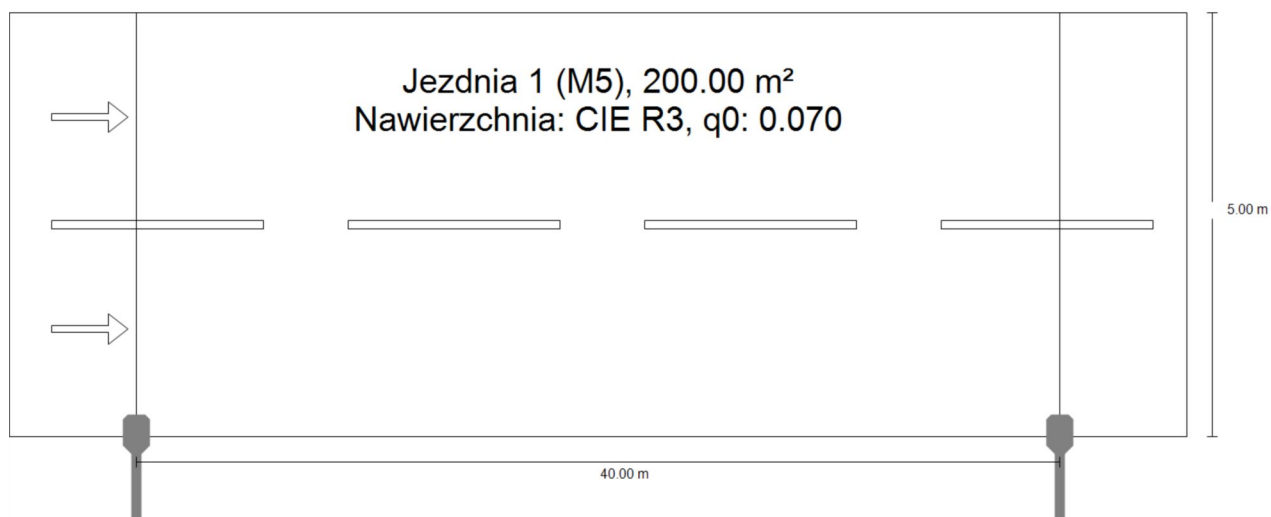 Jezdnia 1 (M5), 200.00 m²
Nawierzchnia: CIE R3, q0: 0.070
5.00 m
40.00 m